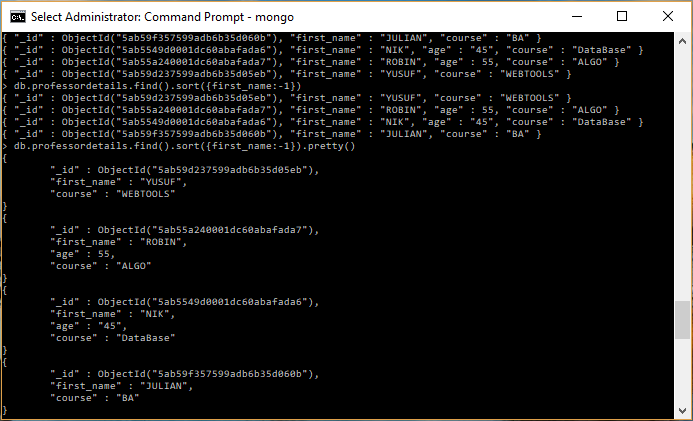 Select Administrator: Command Prompt - mongo
{ "_id" : ObjectId("5ab59f357599adb6b35d060b"), "first_name" : "JULIAN", "course" : "BA" }
{ "_id" : ObjectId("5ab5549d0001dc60abafada6"), "first_name" : "NIK", "age" : "45", "course" : "DataBase" }
{ "_id" : ObjectId("5ab55a240001dc60abafada7"), "first_name" : "ROBIN", "age" : 55, "course" : "ALGO" }
{ "_id" : ObjectId("5ab59d237599adb6b35d05eb"), "first_name" : "YUSUF", "course" : "WEBTOOLS" }
> db.professordetails.find().sort({first_name:-1})
{ "_id" : ObjectId("5ab59d237599adb6b35d05eb"), "first_name" : "YUSUF", "course" : "WEBTOOLS" }
{ "_id" : ObjectId("5ab55a240001dc60abafada7"), "first_name" : "ROBIN", "age" : 55, "course" : "ALGO" }
{ "_id" : ObjectId("5ab5549d0001dc60abafada6"), "first_name" : "NIK", "age" : "45", "course" : "DataBase" }
{ "_id" : ObjectId("5ab59f357599adb6b35d060b"), "first_name" : "JULIAN", "course" : "BA" }
> db.professordetails.find().sort({first_name:-1}).pretty()
{
"_id" : ObjectId("5ab59d237599adb6b35d05eb"),
"first_name" : "YUSUF",
"course" : "WEBTOOLS"
}
{
"_id" : ObjectId("5ab55a240001dc60abafada7"),
"first_name" : "ROBIN",
"age" : 55,
"course" : "ALGO"
}
{
"_id" : ObjectId("5ab5549d0001dc60abafada6"),
"first_name" : "NIK",
"age" : "45",
"course" : "DataBase"
}
{
"_id" : ObjectId("5ab59f357599adb6b35d060b"),
"first_name" : "JULIAN",
"course" : "BA"
}